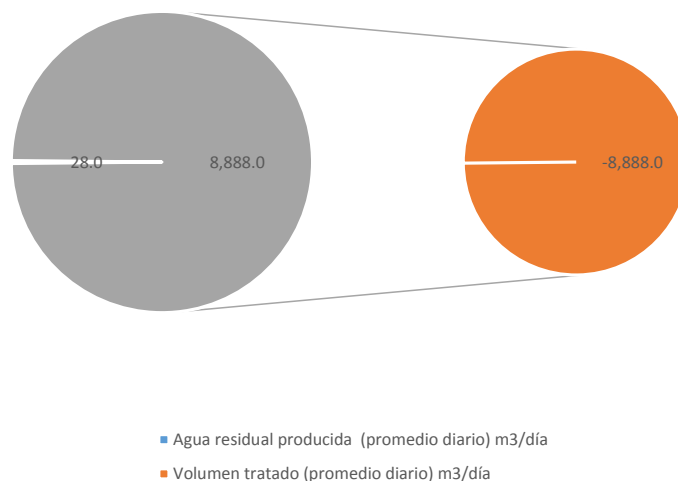 28.0
8,888.0
-8,888.0
Agua residual producida (promedio diario) m3/día
Volumen tratado (promedio diario) m3/día